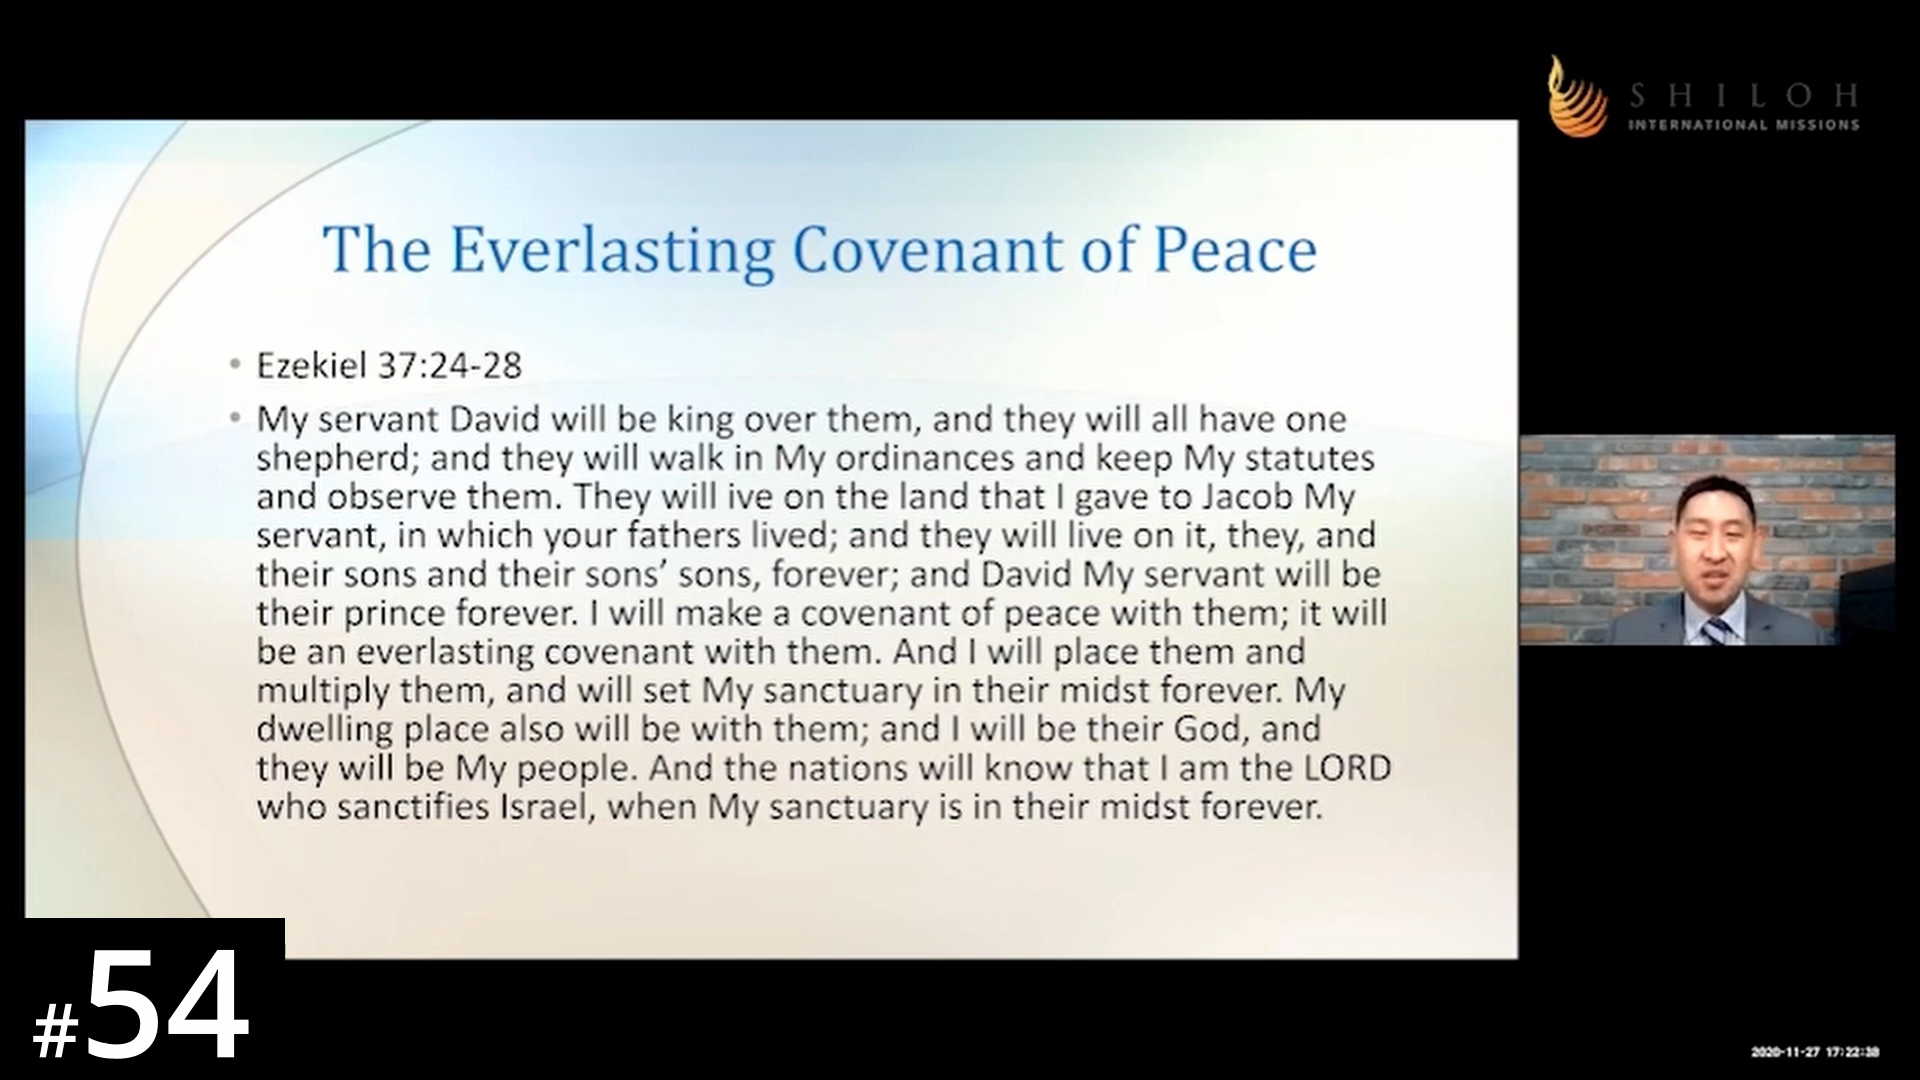 SHILOH
INTERNATIONAL MISSIONS
The Everlasting Covenant of Peace
• Ezekiel 37:24-28
• My servant David will be king over them, and they will all have one
shepherd; and they will walk in My ordinances and keep My statutes
and observe them. They will ive on the land that I gave to Jacob My
servant, in which your fathers lived; and they will live on it, they, and
their sons and their sons’ sons, forever; and David My servant will be
their prince forever. I will make a covenant of peace with them; it will
be an everlasting covenant with them. And I will place them and
multiply them, and will set My sanctuary in their midst forever. My
dwelling place also will be with them; and I will be their God, and
they will be My people. And the nations will know that I am the LORD
who sanctifies Israel, when My sanctuary is in their midst forever.
#54
2020-11-27 17:22:38